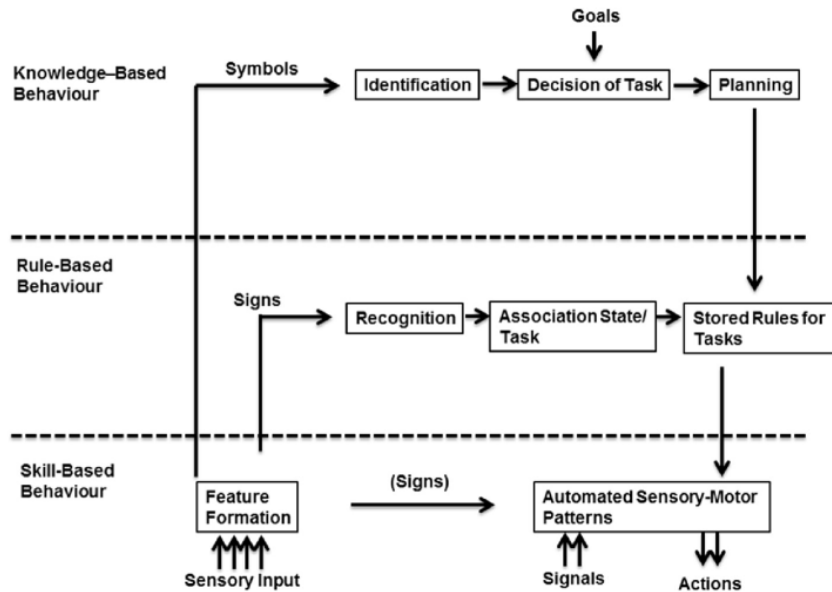 Goals
Knowledge–Based
Behaviour
Symbols
Identification
Decision of Task
Planning
Rule-Based
Behaviour
Signs
Recognition
Association State/
Task
Stored Rules for
Tasks
Skill-Based
Behaviour
Feature
Formation
(Signs)
Automated Sensory-Motor
Patterns
Sensory Input
Signals
Actions